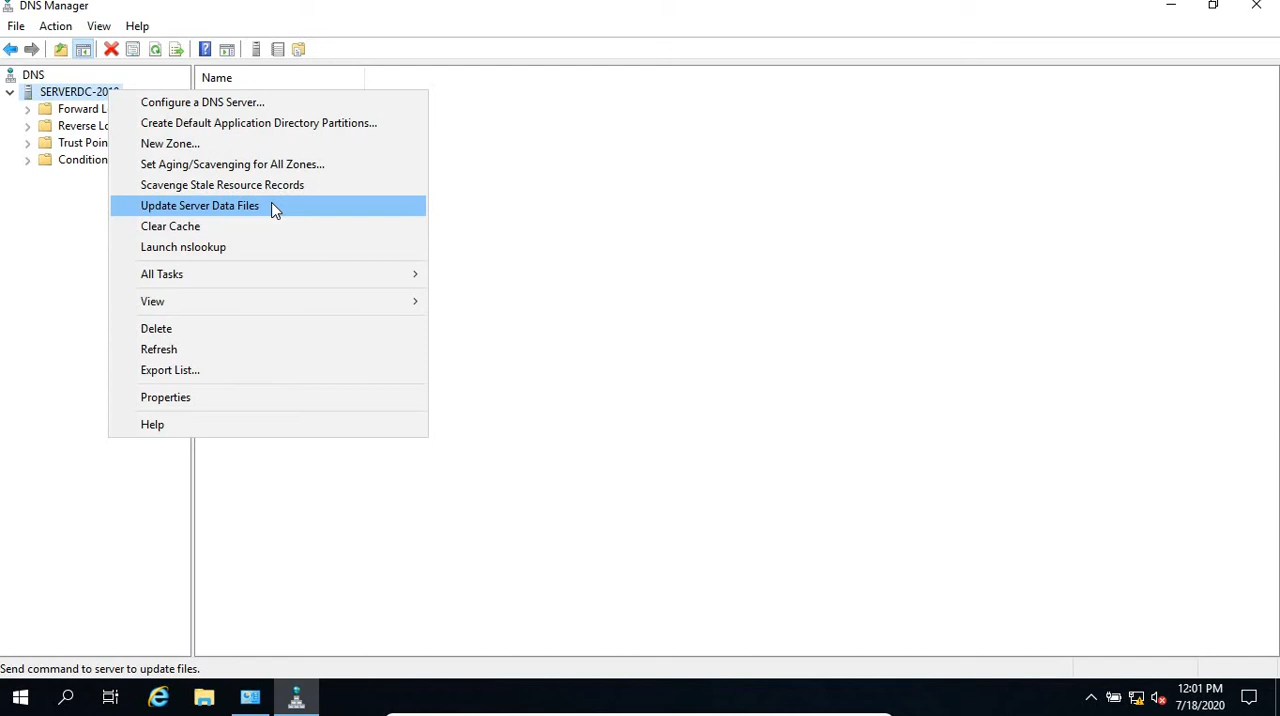 DNS Manager
File Action View Help
DNS
Name
SERVERDC-20
Forward L
Reverse Lo
Trust Poin
Condition
Configure a DNS Server...
Create Default Application Directory Partitions...
New Zone...
Set Aging/Scavenging for All Zones...
Scavenge Stale Resource Records
Update Server Data Files
Clear Cache
Launch nslookup
All Tasks
View
Delete
Refresh
Export List...
Properties
Help
Send command to server to update files.
12:01 PM
7/18/2020